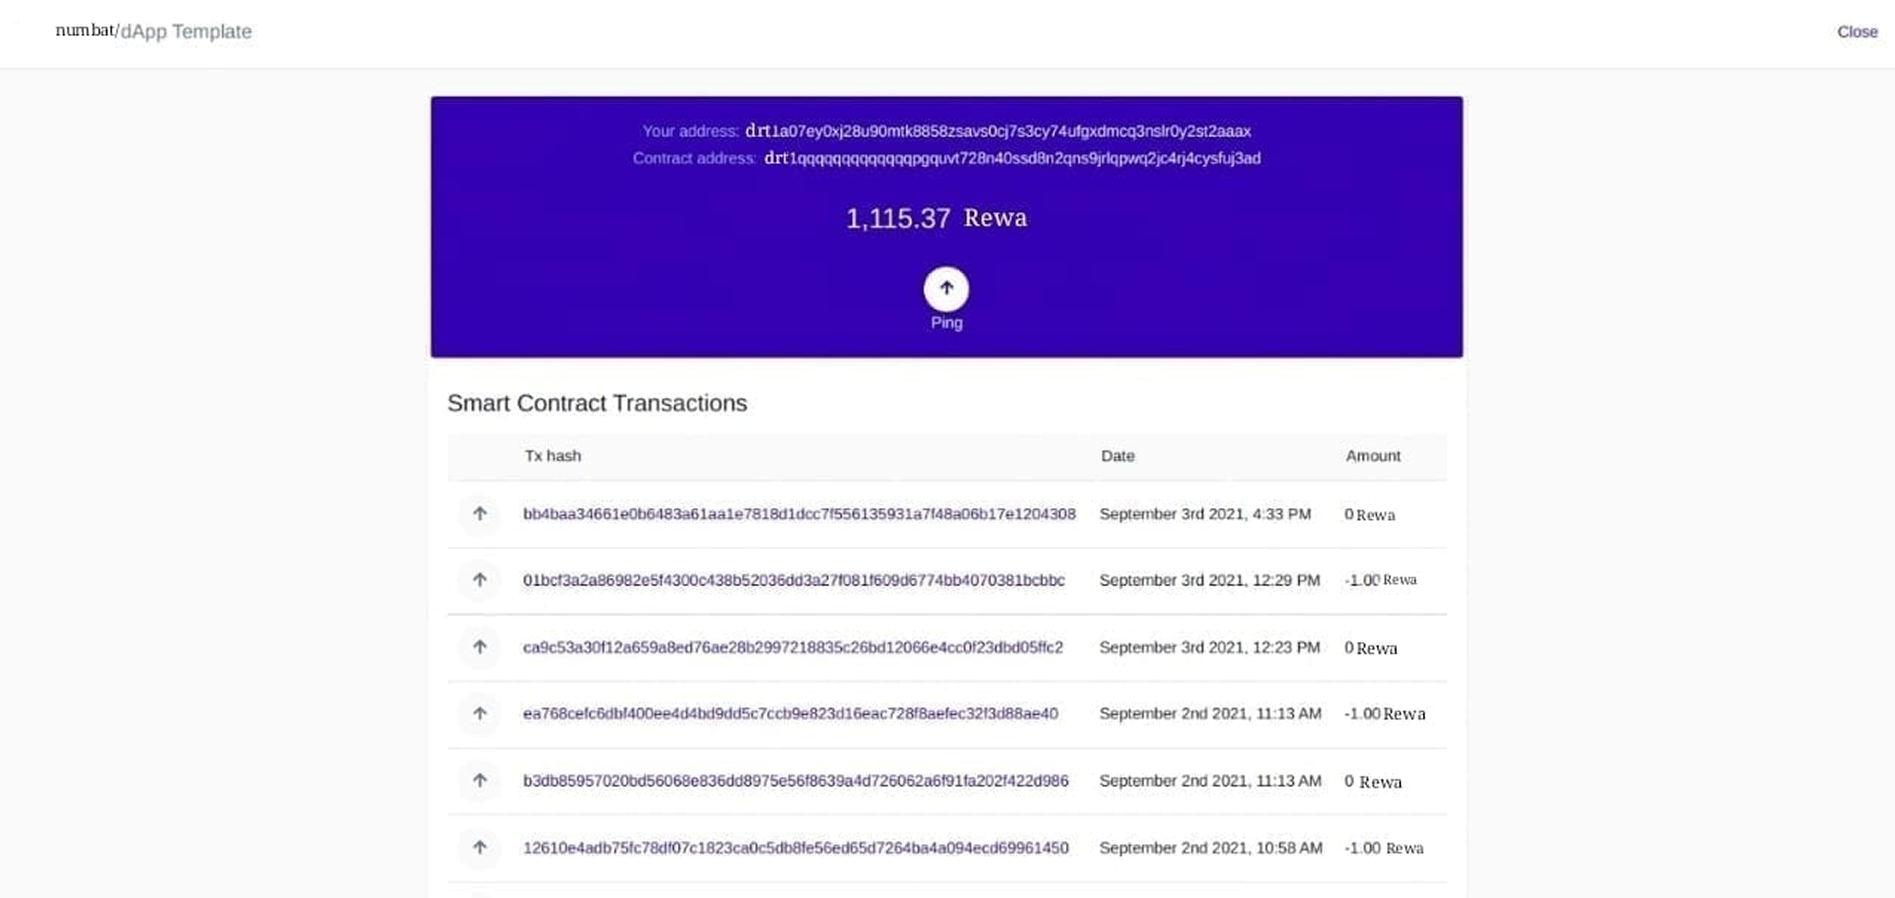 numbat/dApp Template
Close
Your address: drt1a07ey0xj28u90mtk8858zsavs0cj7s3cy74ufgxdmcq3nslr0y2st2aaax
Contract address: drt1qqqqqqqqqqqqqpgquvt728n40ssd8n2qns9jrlqpwq2jc4rj4cysfuj3ad
1,115.37 Rewa
Ping
Smart Contract Transactions
Tx hash Date Amount
bb4baa34661e0b6483a61aa1e7818d1dcc7f556135931a7f48a06b17e1204308 September 3rd 2021, 4:33 PM 0 Rewa
01bcf3a2a86982e5f4300c438b52036dd3a27f081f609d6774bb4070381bcbbc September 3rd 2021, 12:29 PM -1.00 Rewa
ca9c53a30f12a659a8ed76ae28b2997218835c26bd12066e4cc0f23dbd05ffc2 September 3rd 2021, 12:23 PM 0 Rewa
ea768cefc6dbf400ee4d4bd9dd5c7ccb9e823d16eac728f8aefec32f3d88ae40 September 2nd 2021, 11:13 AM -1.00 Rewa
b3db85957020bd56068e836dd8975e56f8639a4d726062a6f91fa202f422d986 September 2nd 2021, 11:13 AM 0 Rewa
12610e4adb75fc78df07c1823ca0c5db8fe56ed65d7264ba4a094ecd69961450 September 2nd 2021, 10:58 AM -1.00 Rewa